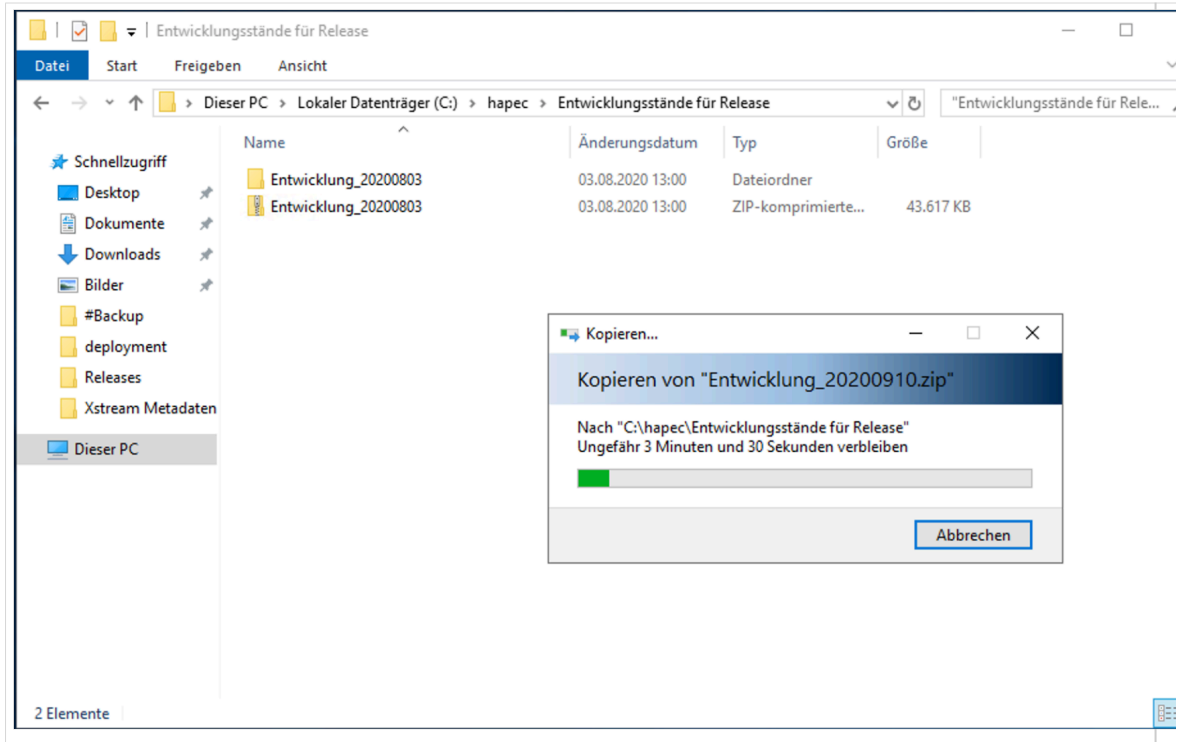 Entwicklungsstände für Release
Datei Start Freigeben Ansicht
Dieser PC > Lokaler Datenträger (C:) > hapec > Entwicklungsstände für Release
"Entwicklungsstände für Rele...
Name Änderungsdatum Typ Größe
Schnellzugriff
Desktop
Dokumente
Downloads
Bilder
#Backup
deployment
Releases
Xstream Metadaten
Dieser PC
Entwicklung_20200803 03.08.2020 13:00 Dateiordner
Entwicklung_20200803 03.08.2020 13:00 ZIP-komprimierte... 43.617 KB
Kopieren...
Kopieren von "Entwicklung_20200910.zip"
Nach "C:\hapec\Entwicklungsstände für Release"
Ungefähr 3 Minuten und 30 Sekunden verbleiben
Abbrechen
2 Elemente